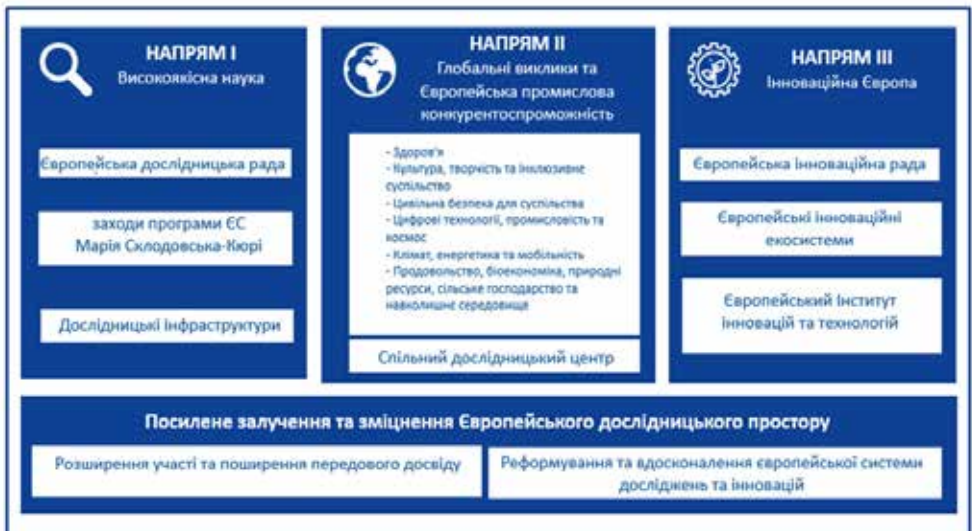 НАПРЯМ І
Високоякісна наука
Європейська дослідницька рада
заходи програми ЄС
Марія Склодовська-Кюрі
Дослідницькі інфраструктури
НАПРЯМ ІІ
Глобальні виклики та
Європейська промислова
конкурентоспроможність
- Здоров'я
- Культура, творчість та інклюзивне
суспільство
- Цивільна безпека для суспільства
- Цифрові технології, промисловість та
космос
- Клімат, енергетика та мобільність
- Продовольство, біоекономіка, природні
ресурси, сільське господарство та
навколишнє середовище
Спільний дослідницький центр
НАПРЯМ ІІІ
Інноваційна Європа
Європейська інноваційна рада
Європейські інноваційні
екосистеми
Європейський Інститут
інновацій та технологій
Посилене залучення та зміцнення Європейського дослідницького простору
Розширення участі та поширення передового досвіду
Реформування та вдосконалення європейської системи
досліджень та інновацій